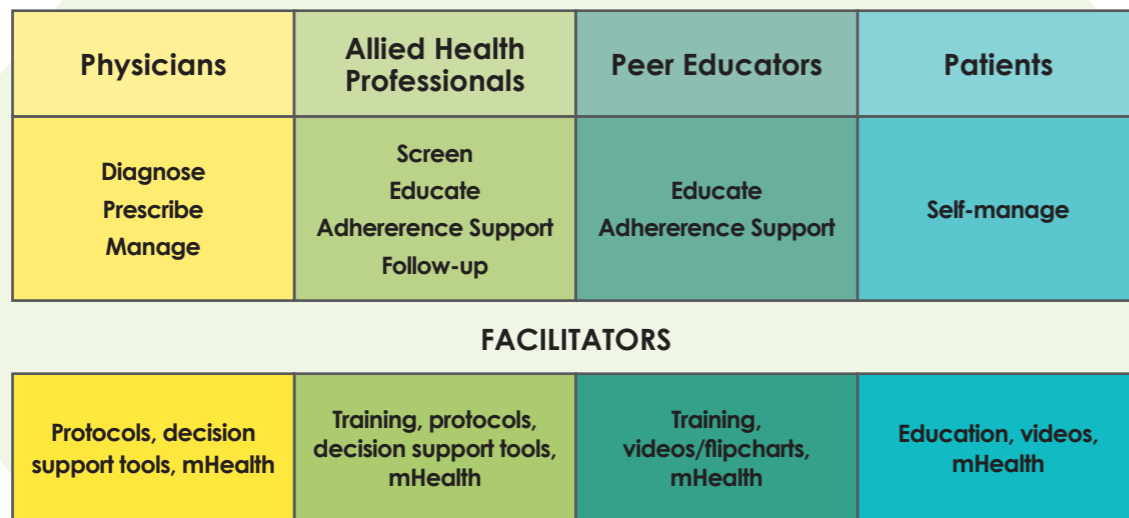 Physicians
Allied Health
Professionals
Peer Educators
Patients
Diagnose
Prescribe
Manage
Screen
Educate
Adhererence Support
Follow-up
Educate
Adhererence Support
Self-manage
FACILITATORS
Protocols, decision
support tools, mHealth
Training, protocols,
decision support tools,
mHealth
Training,
videos/flipcharts,
mHealth
Education, videos,
mHealth